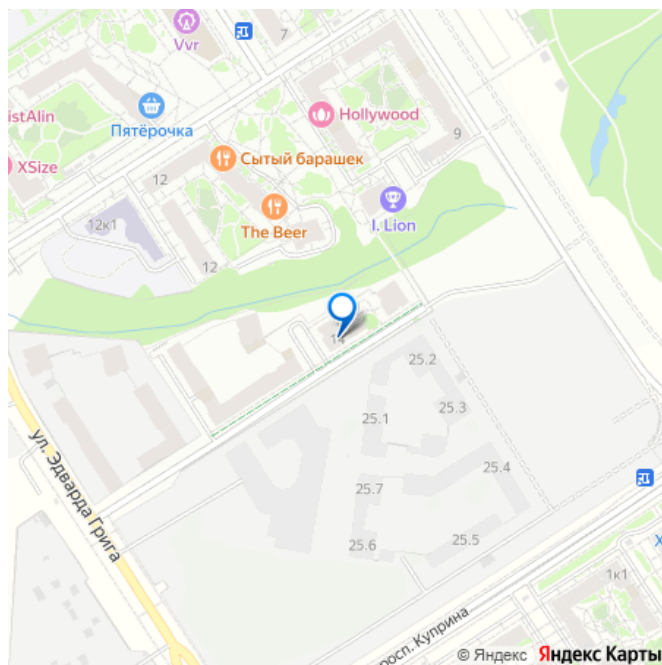 Vvr
7
istAlin
Пятёрочка
Hollywood
9
XSize
Сытый барашек
12
I. Lion
The Beer
12к1
12
14
25.2
25.3
25.1
25.4
25.7
ул. Эдварда Грига
25.6
25.5
X
1к1
росп. Куприна
© Яндекс Яндекс Карты